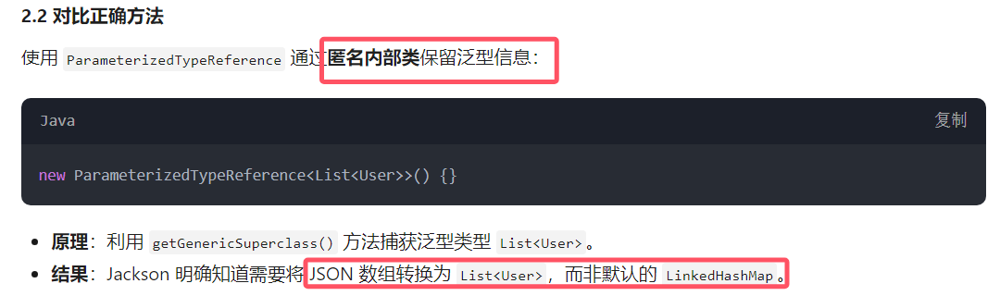 2.2 对比正确方法
使用 ParameterizedTypeReference 通过匿名内部类保留泛型信息：
Java
复制
new ParameterizedTypeReference<List<User>>() {}
• 原理：利用 getGenericSuperclass() 方法捕获泛型类型 List<User>。
• 结果：Jackson 明确知道需要将 JSON 数组转换为 List<User>，而非默认的 LinkedHashMap。